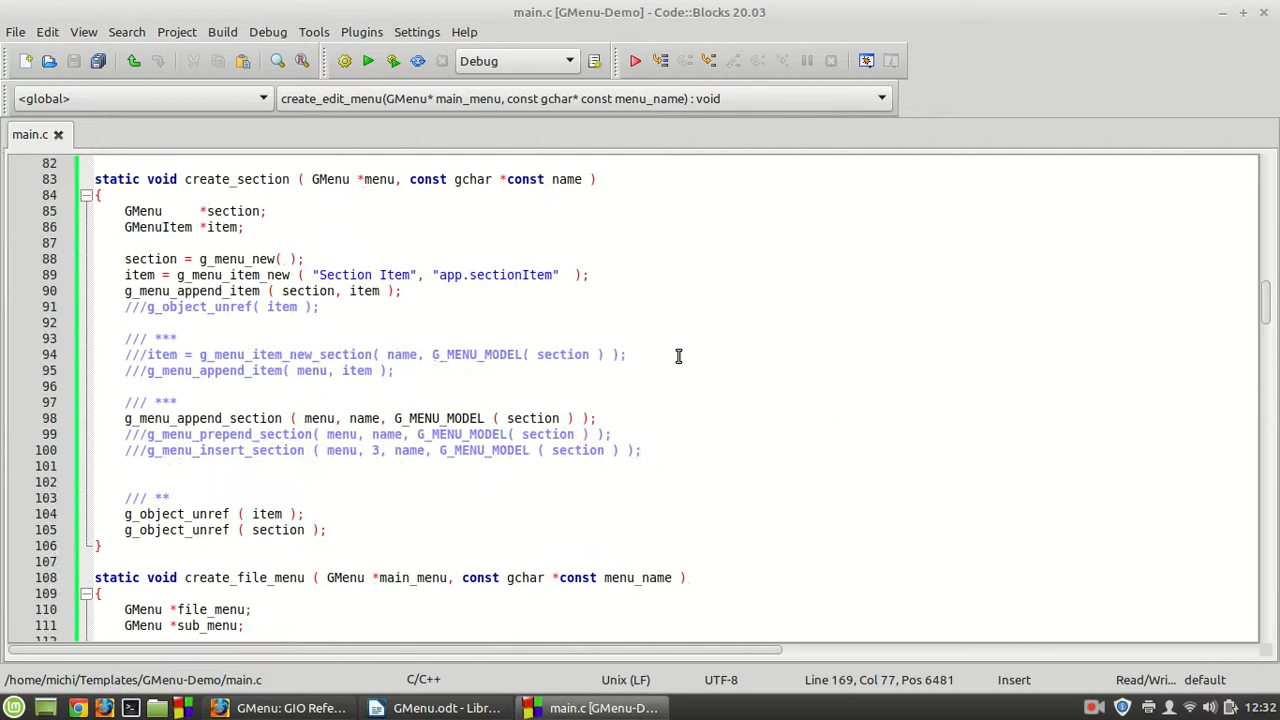 main.c [GMenu-Demo] - Code::Blocks 20.03
File Edit View Search Project Build Debug Tools Plugins Settings Help
Debug
<global> create_edit_menu(GMenu* main_menu, const gchar* const menu_name) : void
main.c
82
83 static void create_section ( GMenu *menu, const gchar *const name )
84 {
85 GMenu *section;
86 GMenuItem *item;
87
88 section = g_menu_new( );
89 item = g_menu_item_new ( "Section Item", "app.sectionItem" );
90 g_menu_append_item ( section, item );
91 ///g_object_unref( item );
92
93 /// ***
94 ///item = g_menu_item_new_section( name, G_MENU_MODEL( section ) );
95 ///g_menu_append_item( menu, item );
96
97 /// ***
98 g_menu_append_section ( menu, name, G_MENU_MODEL ( section ) );
99 ///g_menu_prepend_section( menu, name, G_MENU_MODEL( section ) );
100 ///g_menu_insert_section ( menu, 3, name, G_MENU_MODEL ( section ) );
101
102
103 /// **
104 g_object_unref ( item );
105 g_object_unref ( section );
106 }
107
108 static void create_file_menu ( GMenu *main_menu, const gchar *const menu_name )
109 {
110 GMenu *file_menu;
111 GMenu *sub_menu;
112
/home/michi/Templates/GMenu-Demo/main.c C/C++ Unix (LF) UTF-8 Line 169, Col 77, Pos 6481 Insert Read/Wri... default
GMenu: GIO Refe... GMenu.odt - Libr... main.c [GMenu-D... 12:32